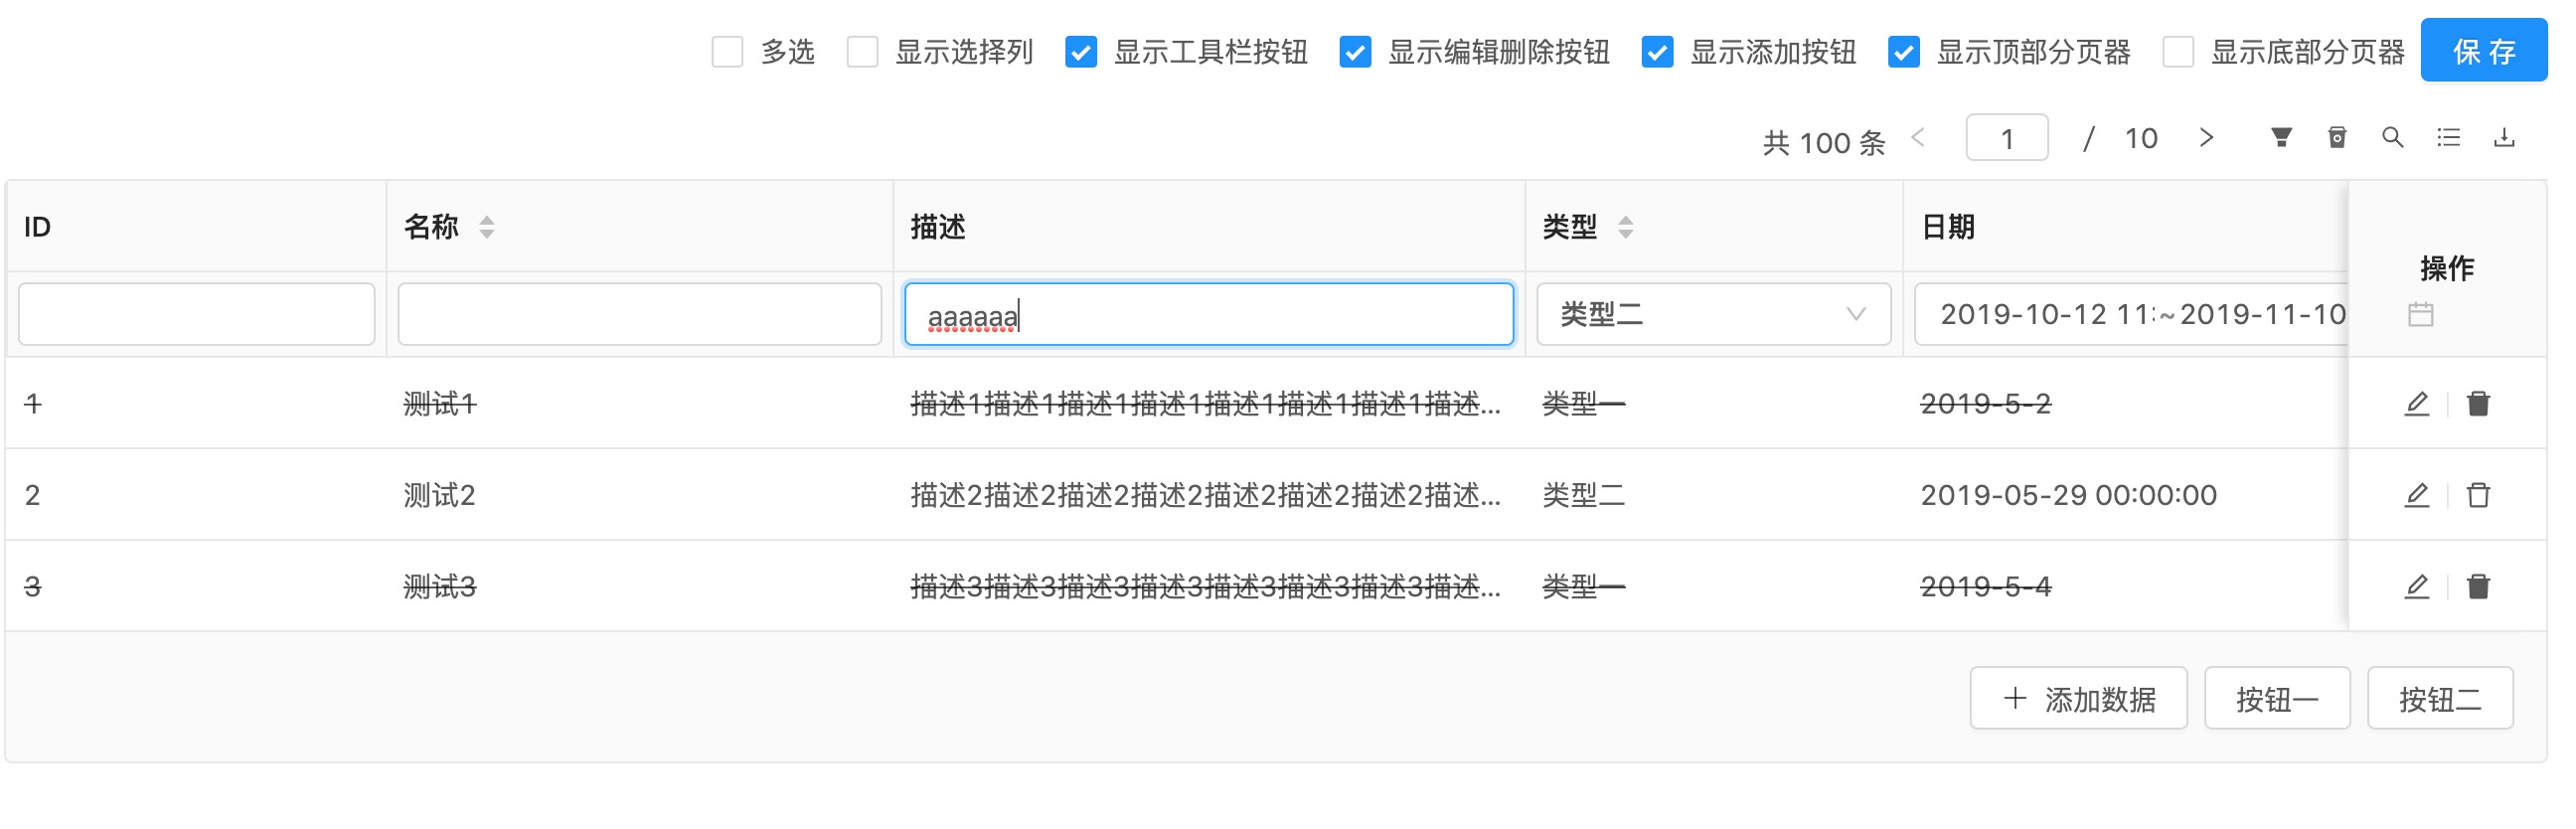 多选 显示选择列 显示工具栏按钮 显示编辑删除按钮 显示添加按钮 显示顶部分页器 显示底部分页器 保存
共 100 条 1 / 10
ID 名称 描述 类型 日期 操作
aaaaaa 类型二 2019-10-12 11:~2019-11-10
1 测试1 描述1描述1描述1描述1描述1描述1描述1描述... 类型一 2019-5-2
2 测试2 描述2描述2描述2描述2描述2描述2描述2描述... 类型二 2019-05-29 00:00:00
3 测试3 描述3描述3描述3描述3描述3描述3描述3描述... 类型一 2019-5-4
添加数据 按钮一 按钮二